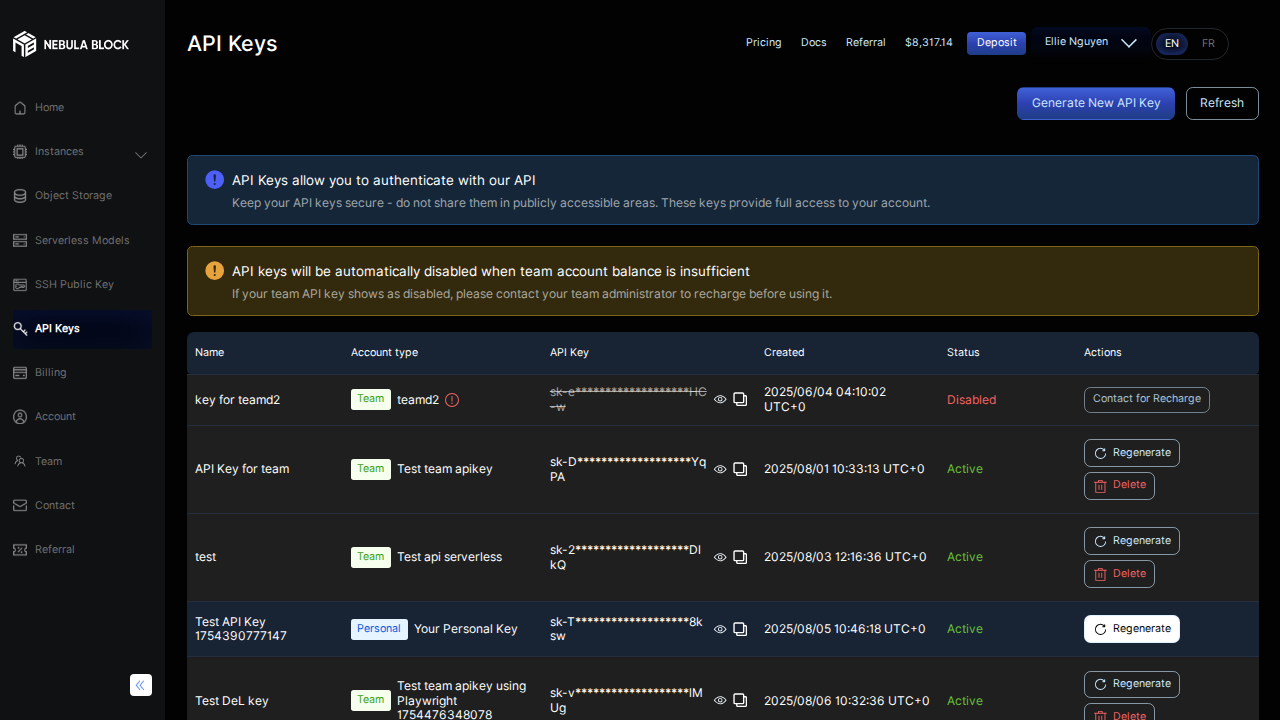 NEBULA BLOCK
API Keys
Pricing
Docs
Referral
$8,317.14
Deposit
Ellie Nguyen
EN
FR
Home
Instances
Object Storage
Serverless Models
SSH Public Key
API Keys
Billing
Account
Team
Contact
Referral
Generate New API Key
Refresh
API Keys allow you to authenticate with our API
Keep your API keys secure - do not share them in publicly accessible areas. These keys provide full access to your account.
API keys will be automatically disabled when team account balance is insufficient
If your team API key shows as disabled, please contact your team administrator to recharge before using it.
Name
Account type
API Key
Created
Status
Actions
key for teamd2
Team
teamd2
sk-e*******************HC
-w
2025/06/04 04:10:02
UTC+0
Disabled
Contact for Recharge
API Key for team
Team
Test team apikey
sk-D*******************Yq
PA
2025/08/01 10:33:13 UTC+0
Active
Regenerate
Delete
test
Team
Test api serverless
sk-2*******************DI
kQ
2025/08/03 12:16:36 UTC+0
Active
Regenerate
Delete
Test API Key
1754390777147
Personal
Your Personal Key
sk-T*******************8k
sw
2025/08/05 10:46:18 UTC+0
Active
Regenerate
Test DeL key
Team
Test team apikey using
Playwright
1754476348078
sk-v*******************IM
Ug
2025/08/06 10:32:36 UTC+0
Active
Regenerate
Delete